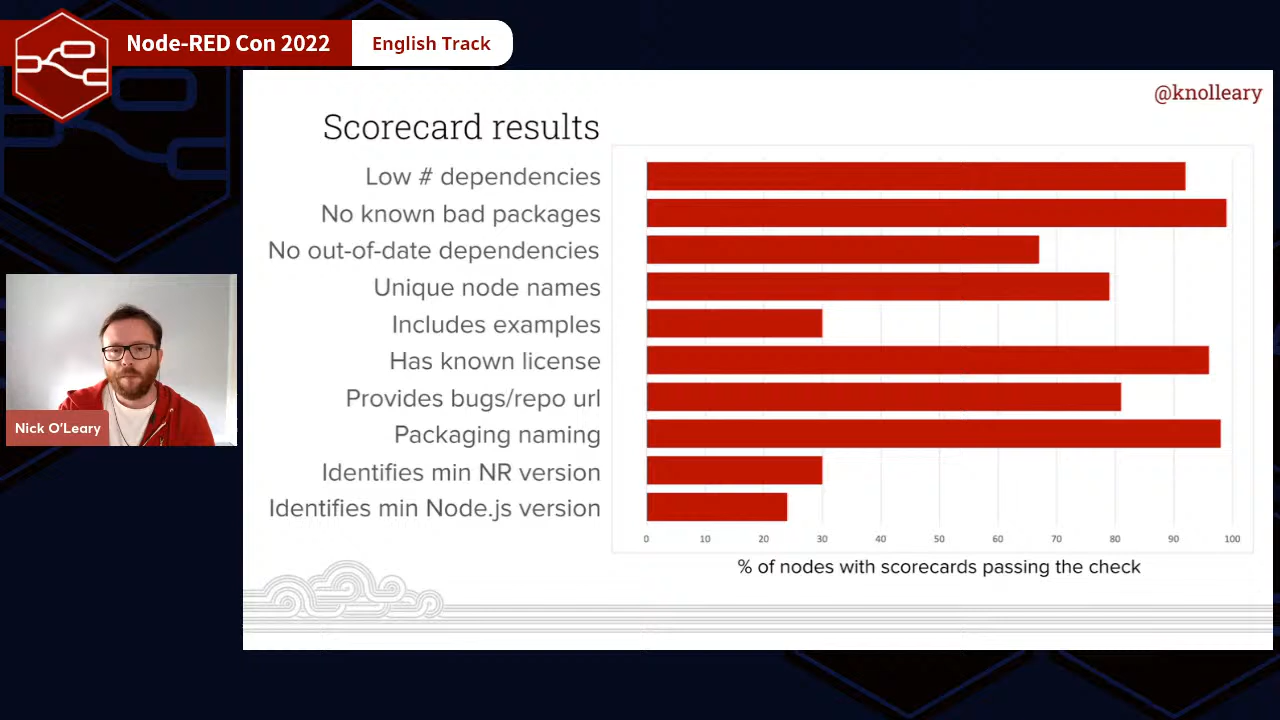 Node-RED Con 2022
English Track
@knolleary
Scorecard results
Low # dependencies
No known bad packages
No out-of-date dependencies
Unique node names
Includes examples
Has known license
Provides bugs/repo url
Packaging naming
Identifies min NR version
Identifies min Node.js version
0 10 20 30 40 50 60 70 80 90 100
% of nodes with scorecards passing the check
Nick O'Leary